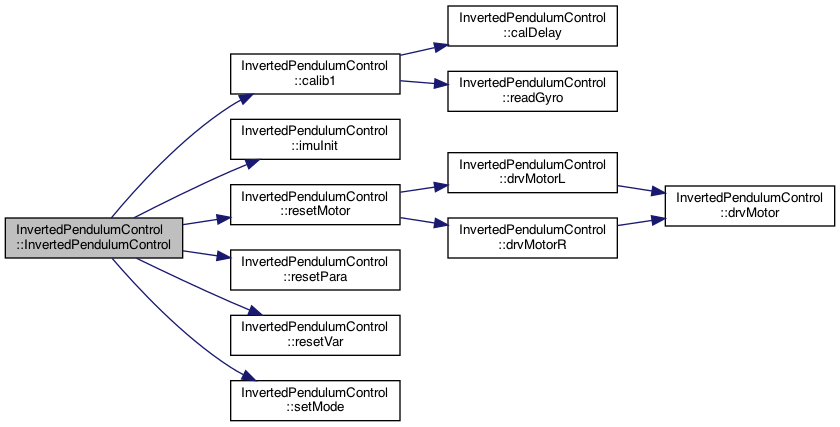 InvertedPendulumControl
::InvertedPendulumControl
InvertedPendulumControl
::calib1
InvertedPendulumControl
::calDelay
InvertedPendulumControl
::readGyro
InvertedPendulumControl
::imuInit
InvertedPendulumControl
::resetMotor
InvertedPendulumControl
::drvMotorL
InvertedPendulumControl
::drvMotorR
InvertedPendulumControl
::drvMotor
InvertedPendulumControl
::resetPara
InvertedPendulumControl
::resetVar
InvertedPendulumControl
::setMode